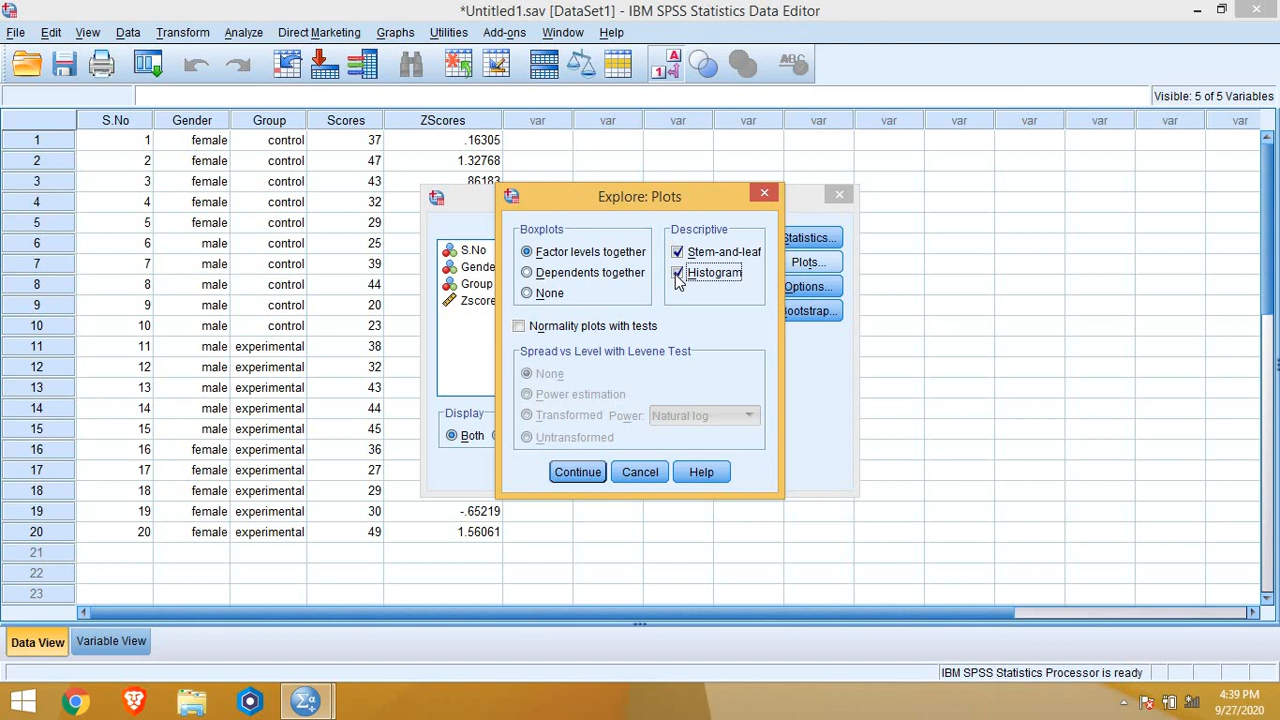 *Untitled1.sav [DataSet1] - IBM SPSS Statistics Data Editor
File Edit View Data Transform Analyze Direct Marketing Graphs Utilities Add-ons Window Help
Visible: 5 of 5 Variables
S.No Gender Group Scores ZScores var var var var var var var var var var var var
1 1 female control 37 .16305
2 2 female control 47 1.32768
3 3 female control 43 .86183
4 4 female control 32
5 5 female control 29
6 6 male control 25
7 7 male control 36
8 8 male control 44
9 9 male control 20
10 10 male control 23
11 11 male experimental 38
12 12 male experimental 32
13 13 male experimental 43
14 14 male experimental 44
15 15 male experimental 45
16 16 female experimental 36
17 17 female experimental 27
18 18 female experimental 29
19 19 female experimental 30 -.65219
20 20 female experimental 49 1.56061
21
22
23
S.No
Gende
Group
Zscore
Display
Both
Statistics...
Plots...
Options...
Bootstrap...
Explore: Plots
Boxplots
Factor levels together
Dependents together
None
Descriptive
Stem-and-leaf
Histogram
Normality plots with tests
Spread vs Level with Levene Test
None
Power estimation
Transformed Power: Natural log
Untransformed
Continue Cancel Help
Data View Variable View
IBM SPSS Statistics Processor is ready
4:39 PM
9/27/2020